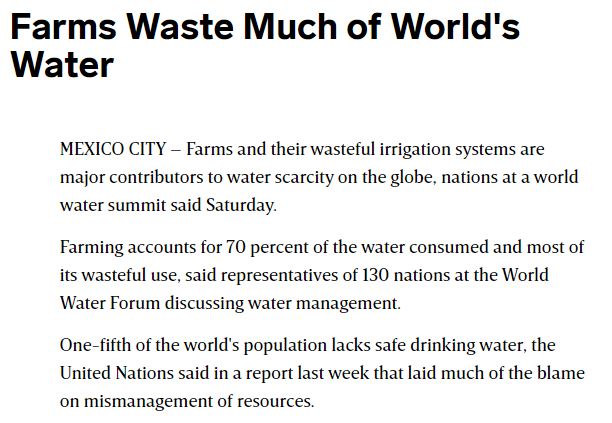 Farms Waste Much of World's
Water
MEXICO CITY – Farms and their wasteful irrigation systems are
major contributors to water scarcity on the globe, nations at a world
water summit said Saturday.
Farming accounts for 70 percent of the water consumed and most of
its wasteful use, said representatives of 130 nations at the World
Water Forum discussing water management.
One-fifth of the world's population lacks safe drinking water, the
United Nations said in a report last week that laid much of the blame
on mismanagement of resources.